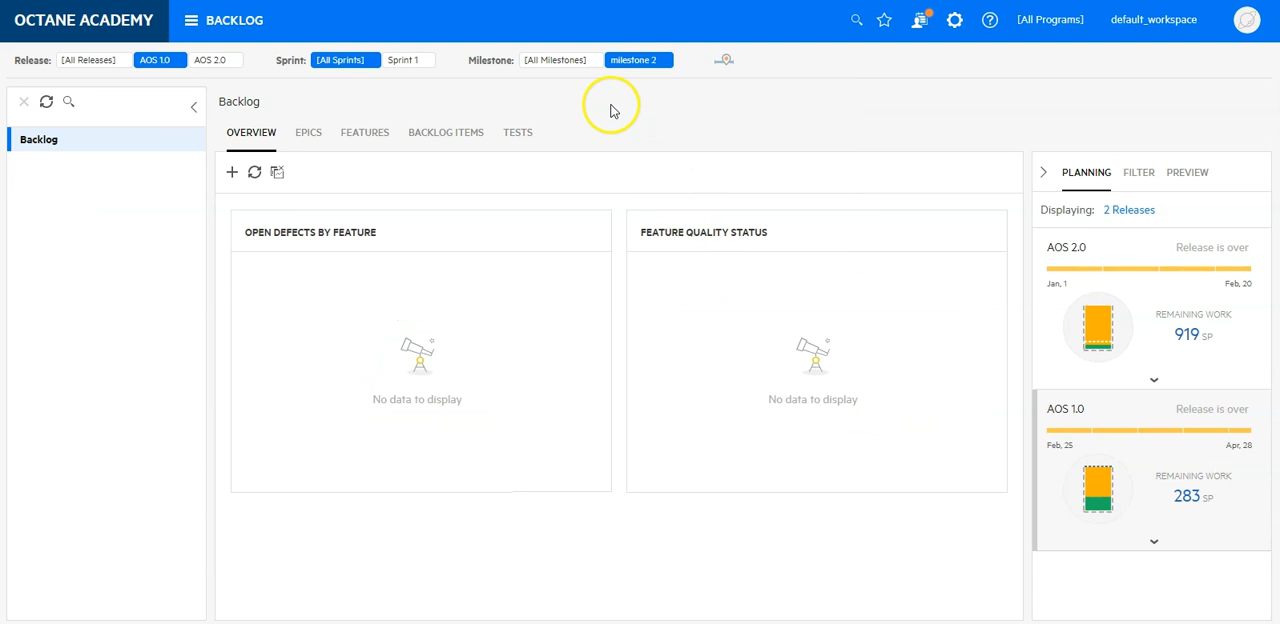 OCTANE ACADEMY BACKLOG [All Programs] default_workspace
Release: [All Releases] AOS 1.0 AOS 2.0 Sprint: [All Sprints] Sprint 1 Milestone: [All Milestones] milestone 2
Backlog
Backlog
OVERVIEW EPICS FEATURES BACKLOG ITEMS TESTS
OPEN DEFECTS BY FEATURE
No data to display
FEATURE QUALITY STATUS
No data to display
PLANNING FILTER PREVIEW
Displaying: 2 Releases
AOS 2.0 Release is over
Jan, 1 Feb, 20
REMAINING WORK
919 SP
AOS 1.0 Release is over
Feb, 25 Apr, 28
REMAINING WORK
283 SP